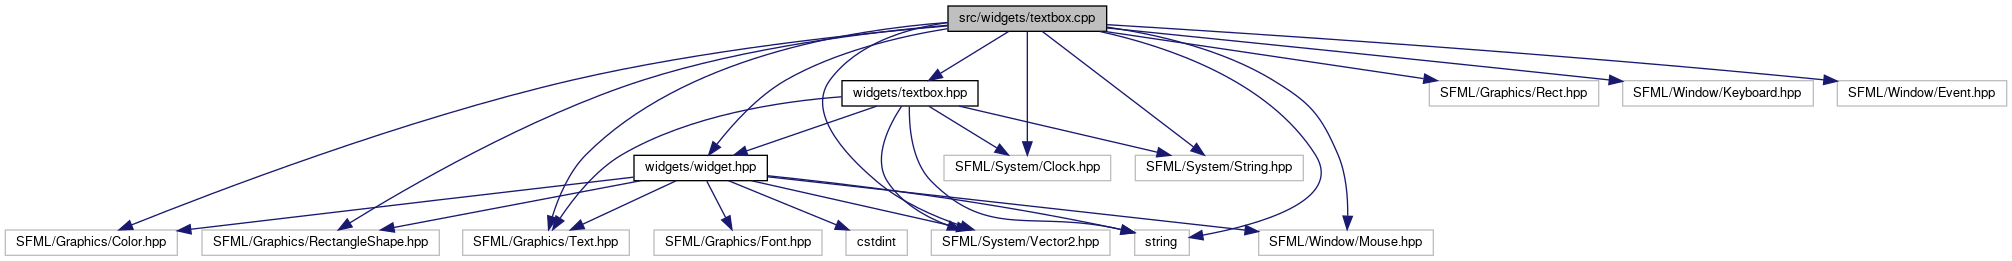 src/widgets/textbox.cpp
widgets/textbox.hpp
SFML/Graphics/Rect.hpp
SFML/Window/Keyboard.hpp
SFML/Window/Event.hpp
widgets/widget.hpp
SFML/System/Clock.hpp
SFML/System/String.hpp
SFML/Graphics/Color.hpp
SFML/Graphics/RectangleShape.hpp
SFML/Graphics/Text.hpp
SFML/Graphics/Font.hpp
cstdint
SFML/System/Vector2.hpp
string
SFML/Window/Mouse.hpp